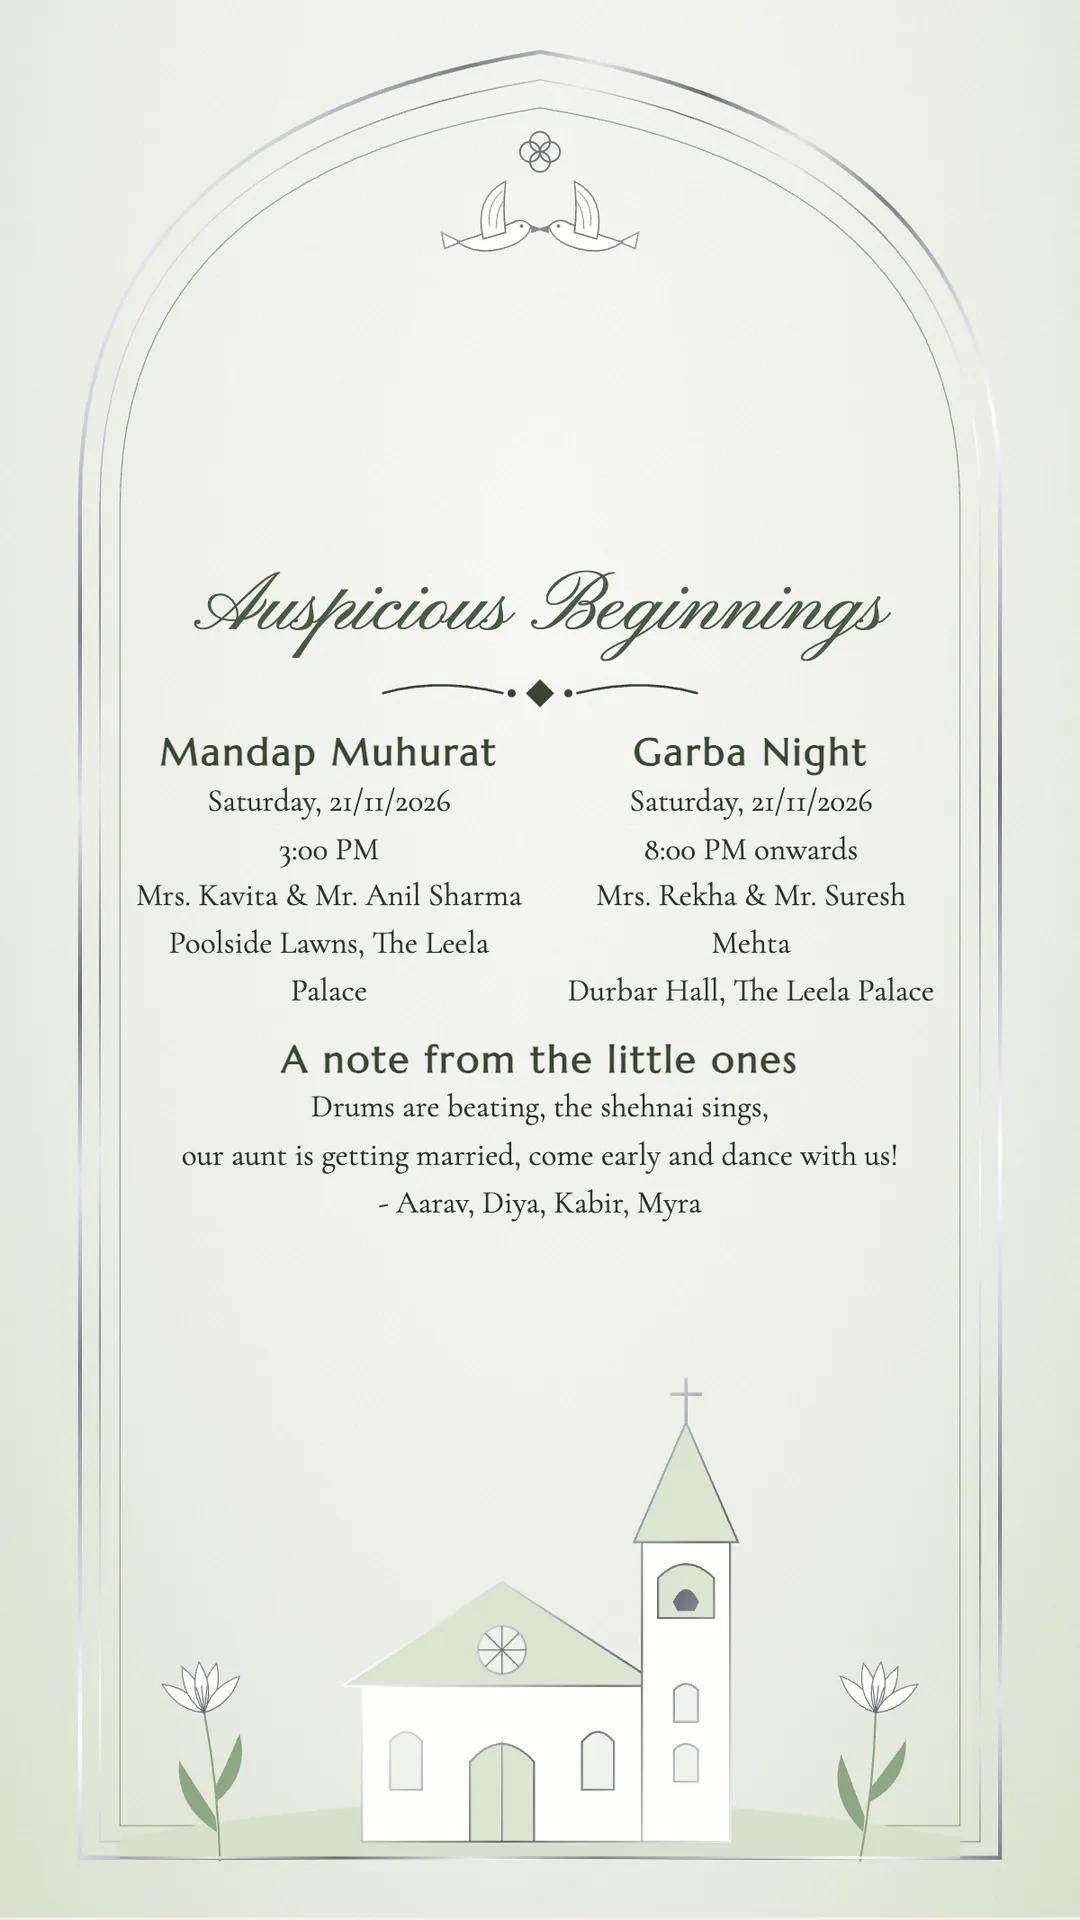 Auspicious Beginnings
Mandap Muhurat
Saturday, 21/11/2026
3:00 PM
Mrs. Kavita & Mr. Anil Sharma
Poolside Lawns, The Leela
Palace
Garba Night
Saturday, 21/11/2026
8:00 PM onwards
Mrs. Rekha & Mr. Suresh
Mehta
Durbar Hall, The Leela Palace
A note from the little ones
Drums are beating, the shehnai sings,
our aunt is getting married, come early and dance with us!
- Aarav, Diya, Kabir, Myra